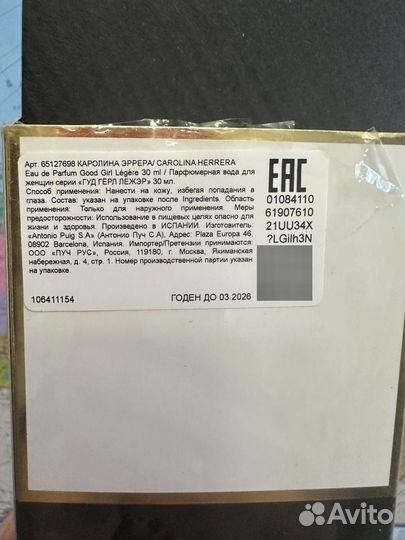 Арт. 65127698 КАРОЛИНА ЭРРЕРА/ CAROLINA HERRERA
Eau de Parfum Good Girl Légère 30 ml / Парфюмерная вода для
женщин серии «ГУД ГЁРЛ ЛЕЖЭР» 30 мл.
Способ применения: Нанести на кожу, избегая попадания в
глаза. Состав: указан на упаковке после Ingredients. Область
применения: Только для наружного применения. Меры
предосторожности: Использование в пищевых целях опасно для
жизни и здоровья. Произведено в ИСПАНИИ. Изготовитель:
«Antonio Puig S.A» (Антонио Пуч С.А), Адрес: Plaza Europa 46,
08902 Barcelona, Испания. Импортер/Претензии принимаются:
ООО «ПУЧ РУС», Россия, 119180, г. Москва, Якиманская
набережная, д. 4, стр. 1. Номер производственной партии указан
на упаковке.
106411154 ГОДЕН ДО 03.2026
EAC
01084110
61907610
21UU34X
?LGiIh3N
Avito